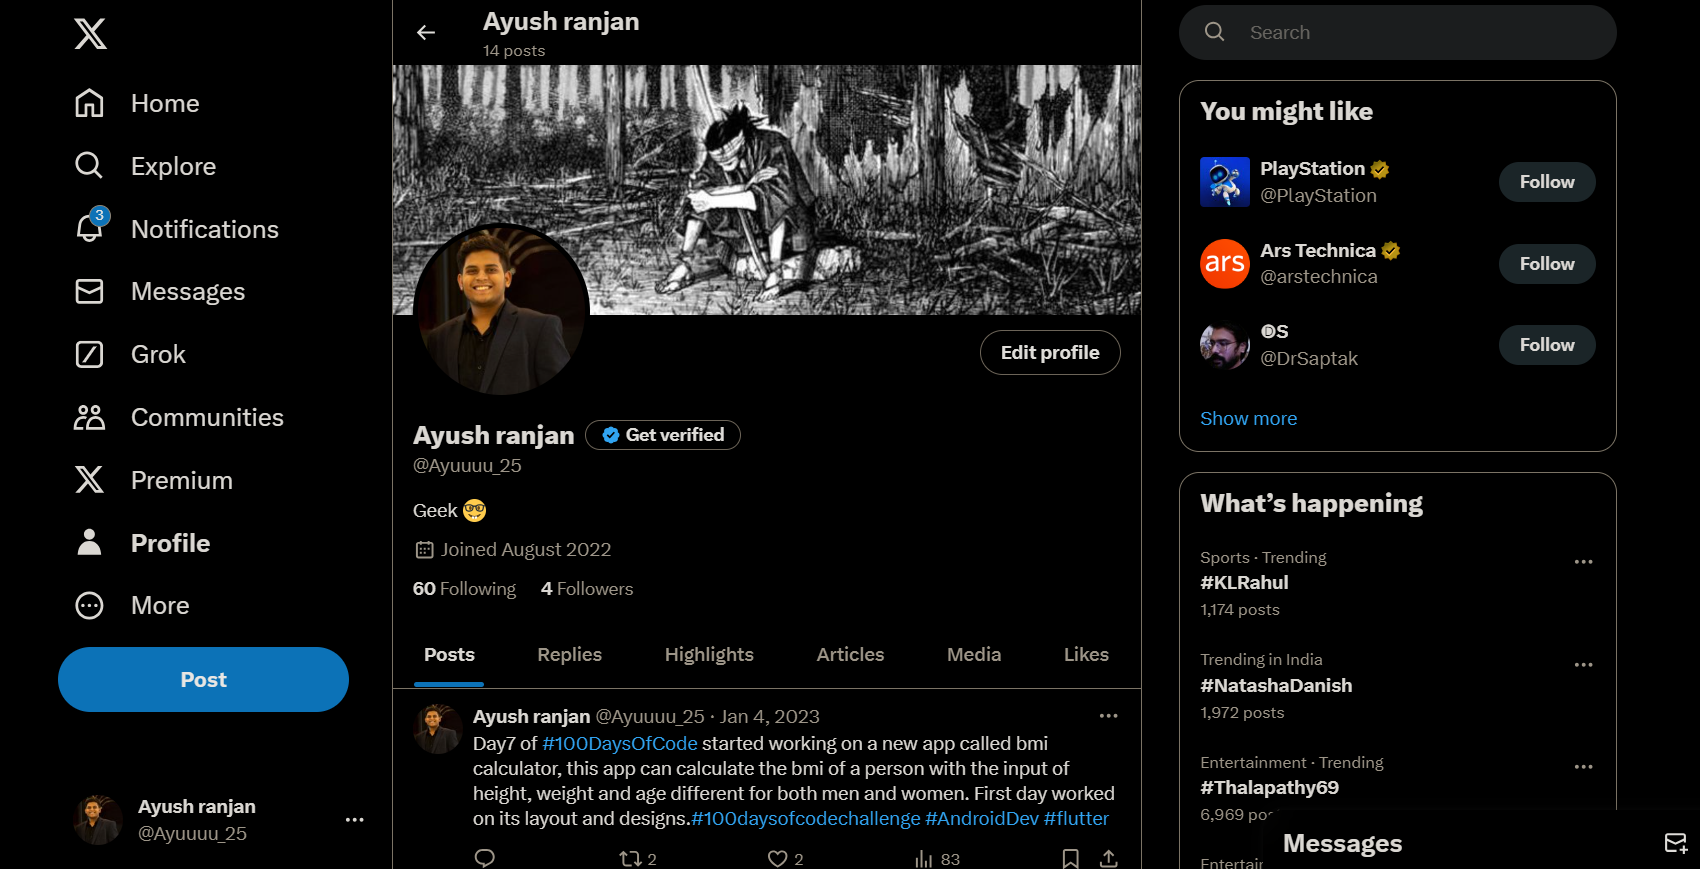 Home
Explore
3
Notifications
Messages
Grok
Communities
Premium
Profile
More
Post
Ayush ranjan
@Ayuuuu_25
Ayush ranjan
14 posts
Edit profile
Ayush ranjan
Get verified
@Ayuuuu_25
Geek 🤓
Joined August 2022
60 Following 4 Followers
Posts Replies Highlights Articles Media Likes
Ayush ranjan @Ayuuuu_25 · Jan 4, 2023
Day7 of #100DaysOfCode started working on a new app called bmi
calculator, this app can calculate the bmi of a person with the input of
height, weight and age different for both men and women. First day worked
on its layout and designs.#100daysofcodechallenge #AndroidDev #flutter
2 2 83
Search
You might like
PlayStation
@PlayStation
Follow
ars
Ars Technica
@arstechnica
Follow
🅓S
@DrSaptak
Follow
Show more
What's happening
Sports · Trending
#KLRahul
1,174 posts
Trending in India
#NatashaDanish
1,972 posts
Entertainment · Trending
#Thalapathy69
6,969
Messages